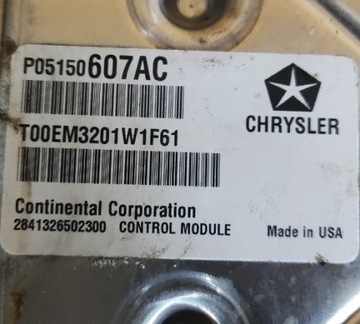 P05150607AC
CHRYSLER
T00EM3201W1F61
Continental Corporation
2841326502300 CONTROL MODULE Made in USA